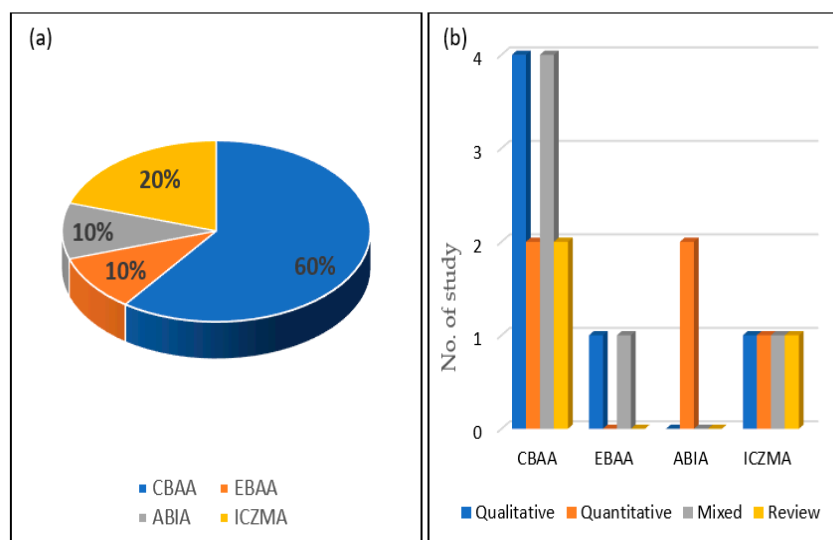 (a)
20%
10%
10%
60%
CBAA EBAA
ABIA ICZMA
(b)
No. of study
4
3
2
1
0
CBAA EBAA ABIA ICZMA
Qualitative Quantitative Mixed Review